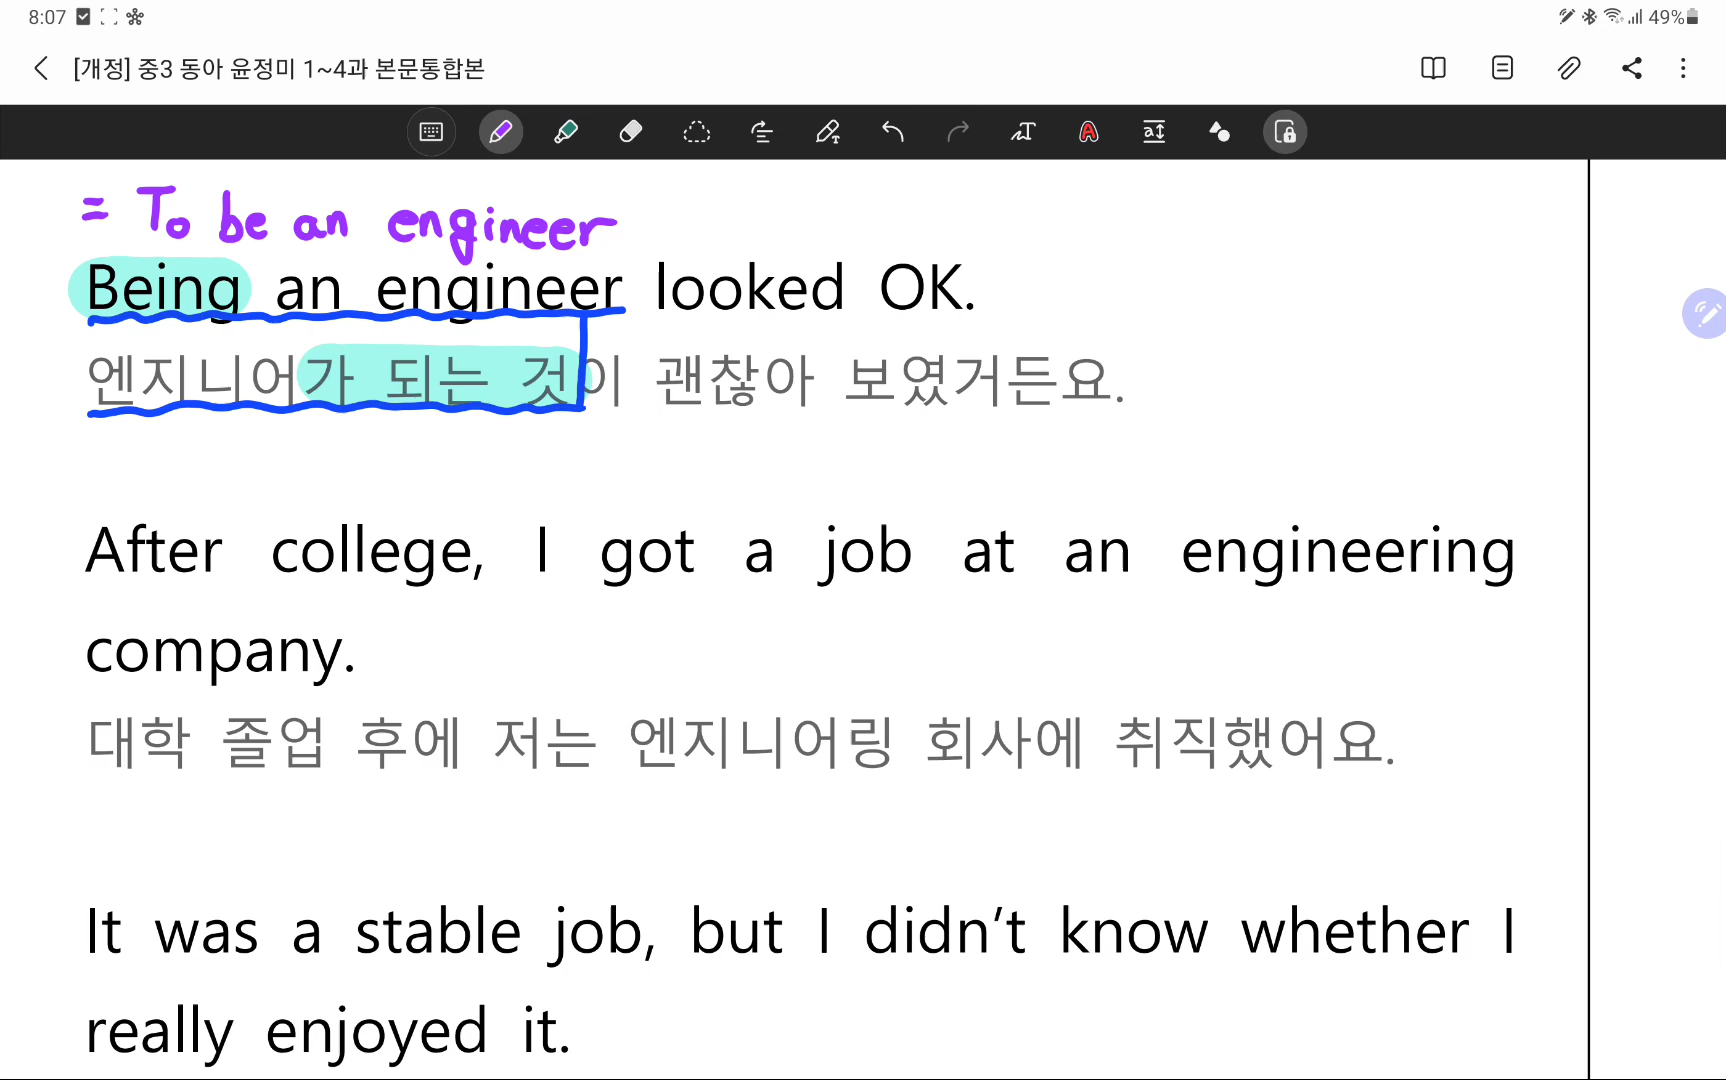 8:07
49%
[개정] 중3 동아 윤정미 1~4과 본문통합본
= To be an engineer
Being an engineer looked OK.
엔지니어가 되는 것이 괜찮아 보였거든요.
After college, I got a job at an engineering
company.
대학 졸업 후에 저는 엔지니어링 회사에 취직했어요.
It was a stable job, but I didn’t know whether I
really enjoyed it.